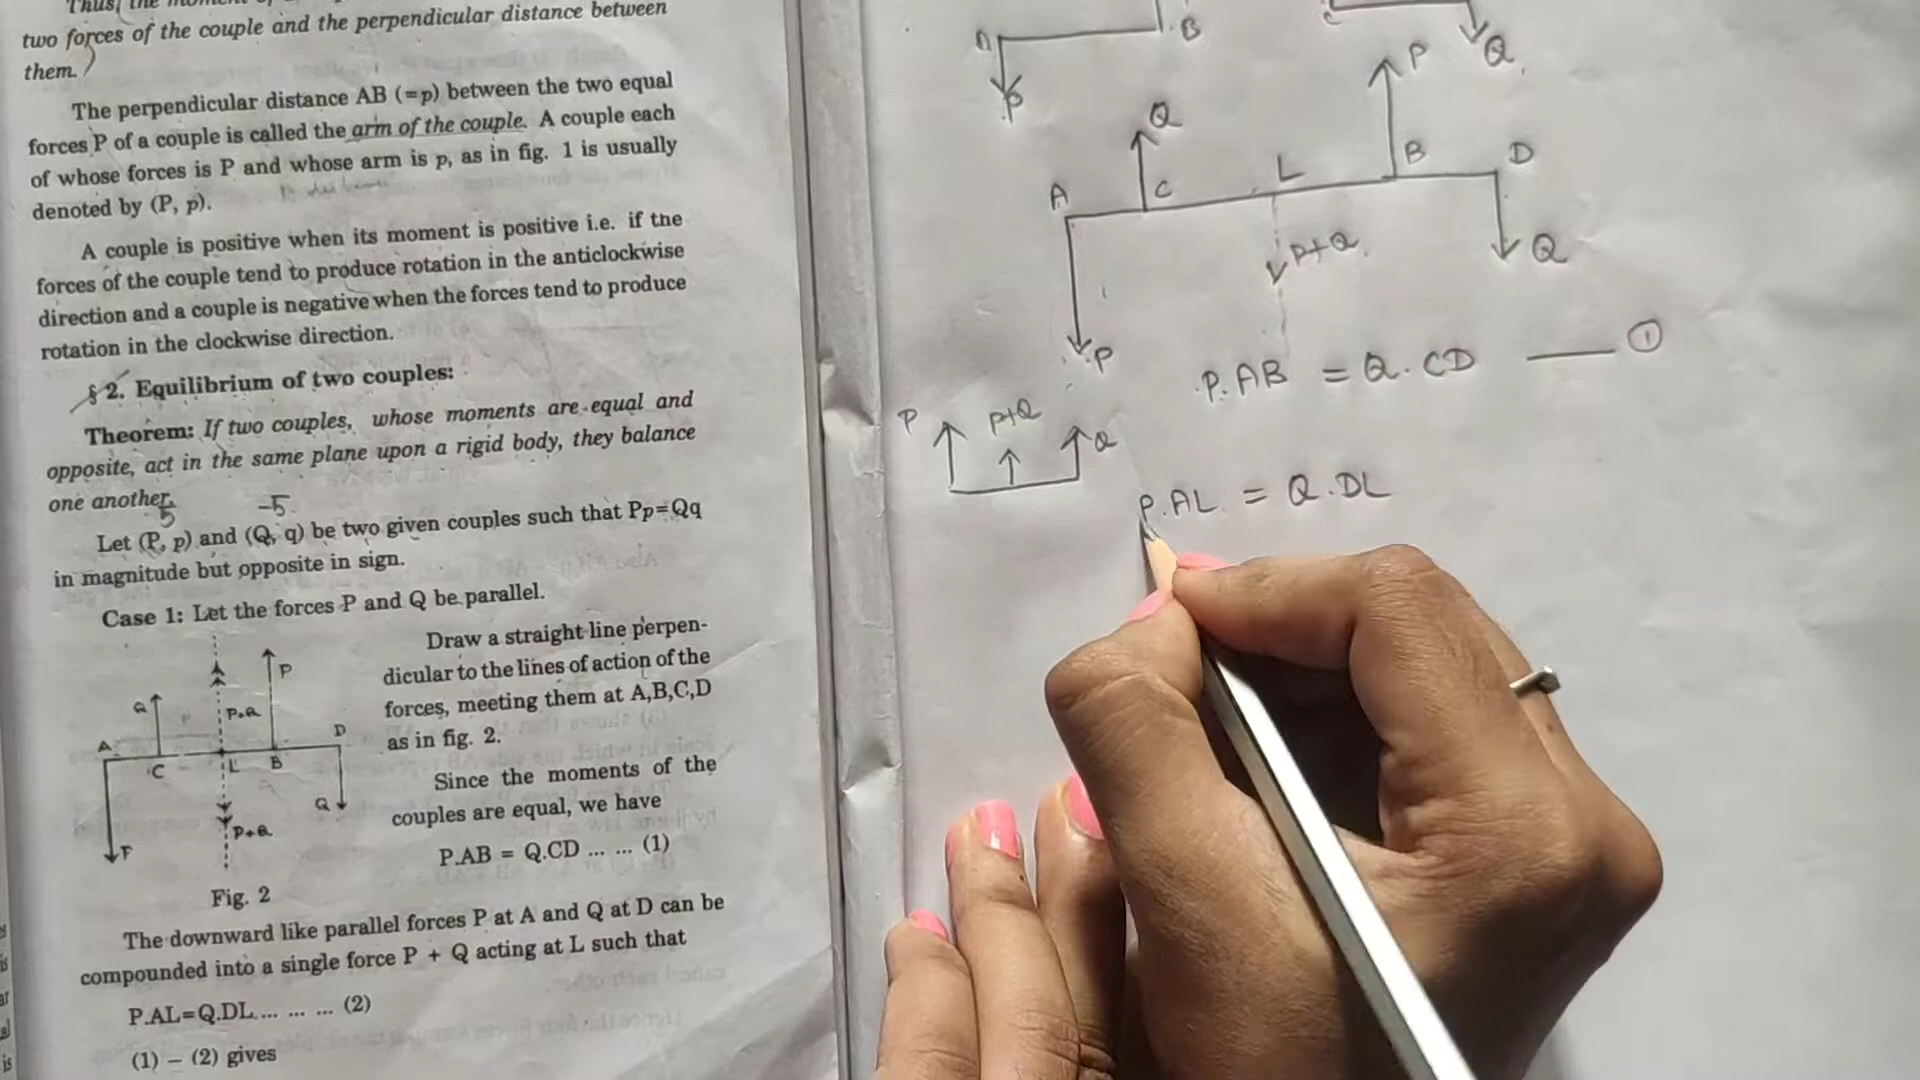 two forces of the couple and the perpendicular distance between
them.
The perpendicular distance AB (=p) between the two equal
forces P of a couple is called the arm of the couple. A couple each
of whose forces is P and whose arm is p, as in fig. 1 is usually
denoted by (P, p).
A couple is positive when its moment is positive i.e. if the
forces of the couple tend to produce rotation in the anticlockwise
direction and a couple is negative when the forces tend to produce
rotation in the clockwise direction.
§ 2. Equilibrium of two couples:
Theorem: If two couples, whose moments are equal and
opposite, act in the same plane upon a rigid body, they balance
one another.
5 -5
Let (P, p) and (Q, q) be two given couples such that Pp=Qq
in magnitude but opposite in sign.
Case 1: Let the forces P and Q be parallel.
Draw a straight line perpen-
dicular to the lines of action of the
forces, meeting them at A,B,C,D
as in fig. 2.
Since the moments of the
couples are equal, we have
P.AB = Q.CD ... ... (1)
P
Q
P+Q
A
D
C
L
B
Q
P+Q
F
Fig. 2
The downward like parallel forces P at A and Q at D can be
compounded into a single force P + Q acting at L such that
P.AL=Q.DL ... ... ... (2)
(1) – (2) gives
B
P
Q
P
Q
A
C
L
B
D
P+Q
Q
P
P.AB = Q.CD —— ①
P
P+Q
Q
P.AL = Q.DL